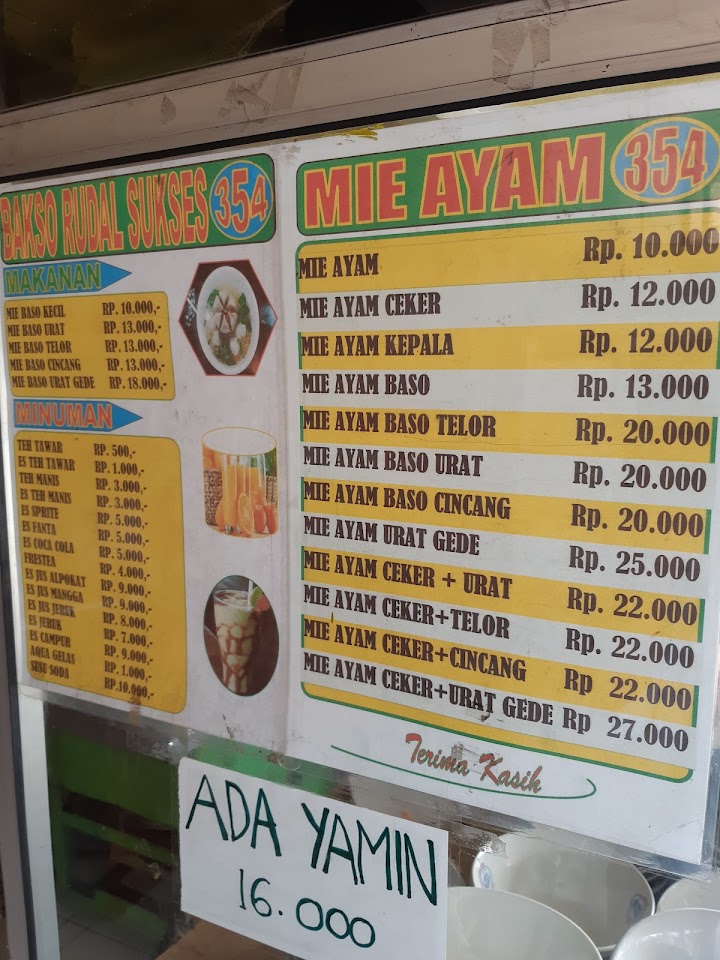 BAKSO RUDAL SUKSES 354
MAKANAN
MIE BASO KECIL RP. 10.000,-
MIE BASO URAT RP. 13.000,-
MIE BASO TELOR RP. 13.000,-
MIE BASO CINCANG RP. 13.000,-
MIE BASO URAT GEDE RP. 18.000,-
MINUMAN
TEH TAWAR RP. 500,-
ES TEH TAWAR RP. 1.000,-
TEH MANIS RP. 3.000,-
ES TEH MANIS RP. 3.000,-
ES SPRITE RP. 5.000,-
ES FANTA RP. 5.000,-
ES COCA COLA RP. 5.000,-
FRESTEA RP. 4.000,-
ES JUS ALPOKAT RP. 9.000,-
ES JUS MANGGA RP. 9.000,-
ES JUS JERUK RP. 8.000,-
ES JERUK RP. 7.000,-
ES CAMPUR RP. 9.000,-
AQUA GELAS RP. 1.000,-
SUSU SODA RP.10.000,-
MIE AYAM 354
MIE AYAM Rp. 10.000
MIE AYAM CEKER Rp. 12.000
MIE AYAM KEPALA Rp. 12.000
MIE AYAM BASO Rp. 13.000
MIE AYAM BASO TELOR Rp. 20.000
MIE AYAM BASO URAT Rp. 20.000
MIE AYAM BASO CINCANG Rp. 20.000
MIE AYAM URAT GEDE Rp. 25.000
MIE AYAM CEKER + URAT Rp. 22.000
MIE AYAM CEKER+TELOR Rp. 22.000
MIE AYAM CEKER+CINCANG Rp 22.000
MIE AYAM CEKER+URAT GEDE Rp 27.000
Terima Kasih
ADA YAMIN
16.000